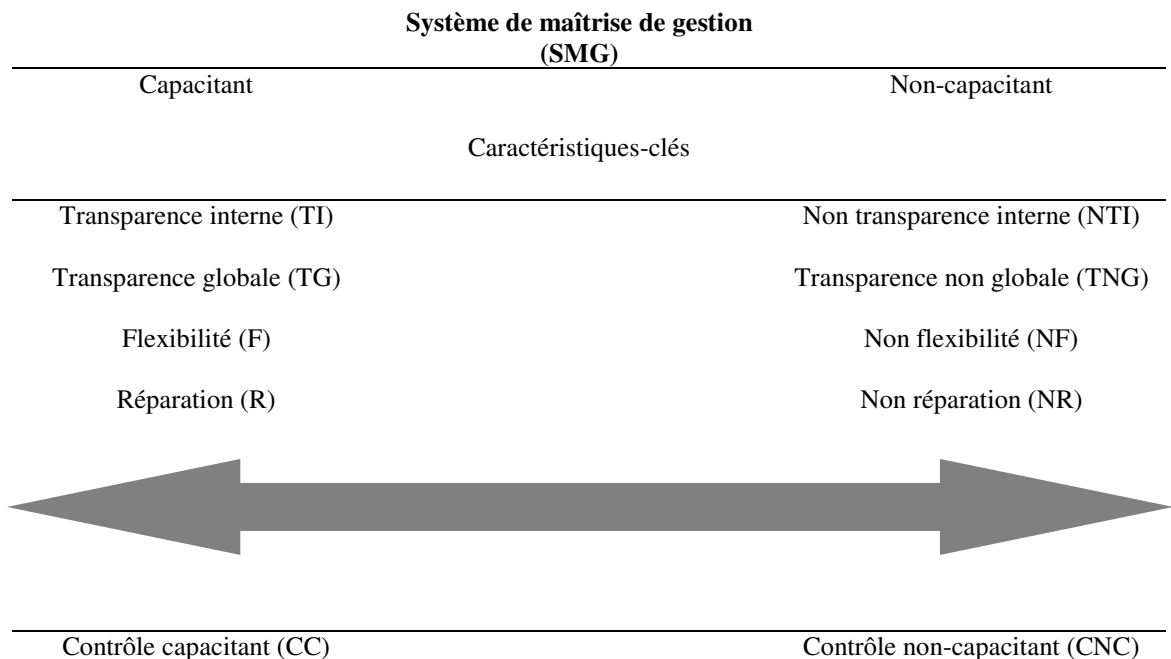 Système de maîtrise de gestion
(SMG)
Capacitant Non-capacitant
Caractéristiques-clés
Transparence interne (TI) Non transparence interne (NTI)
Transparence globale (TG) Transparence non globale (TNG)
Flexibilité (F) Non flexibilité (NF)
Réparation (R) Non réparation (NR)
Contrôle capacitant (CC) Contrôle non-capacitant (CNC)